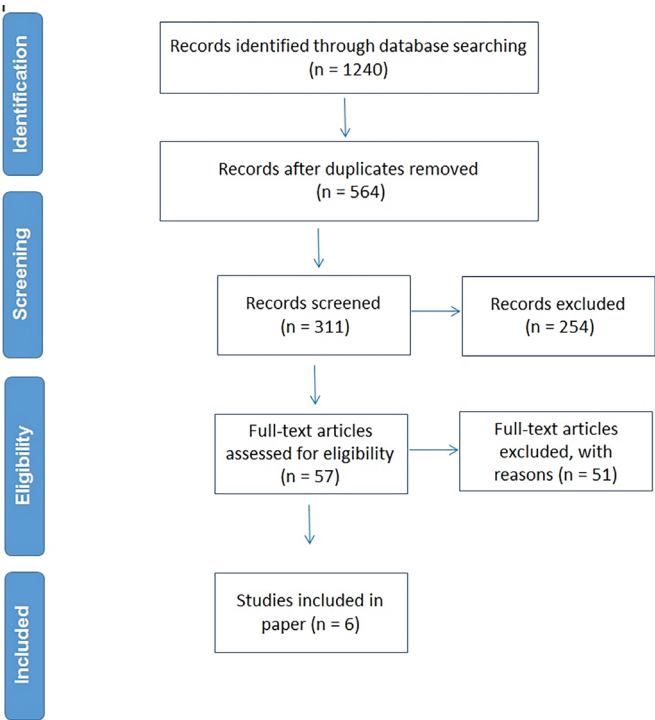 Identification
Records identified through database searching
(n = 1240)
Records after duplicates removed
(n = 564)
Screening
Records screened
(n = 311)
Records excluded
(n = 254)
Eligibility
Full-text articles
assessed for eligibility
(n = 57)
Full-text articles
excluded, with
reasons (n = 51)
Included
Studies included in
paper (n = 6)